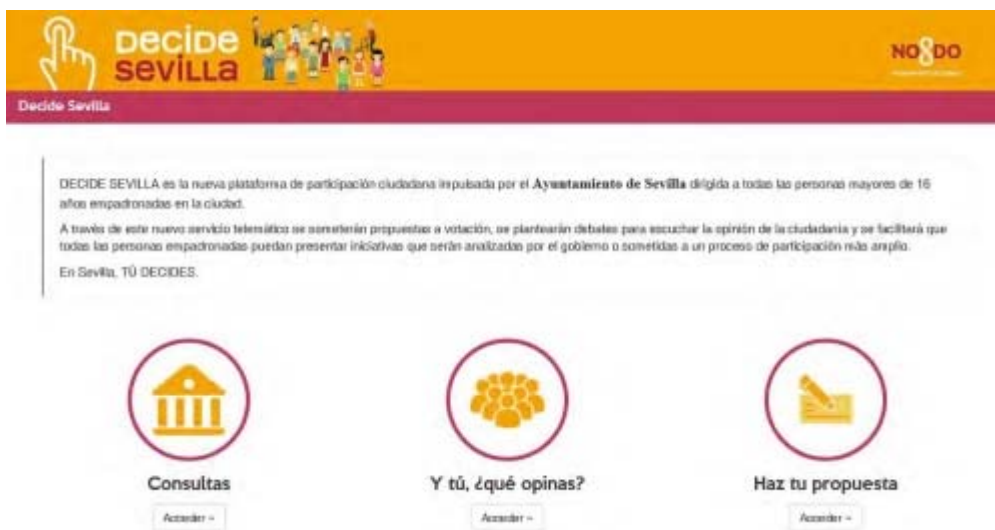 Decide
sevilla
NO8DO
Decide Sevilla
DECIDE SEVILLA es la nueva plataforma de participación ciudadana impulsada por el Ayuntamiento de Sevilla dirigida a todas las personas mayores de 16
años empadronadas en la ciudad.
A través de este nuevo servicio telemático se someterán propuestas a votación, se plantearán debates para escuchar la opinión de la ciudadanía y se facilitará que
todas las personas empadronadas puedan presentar iniciativas que serán analizadas por el gobierno o sometidas a un proceso de participación más amplio.
En Sevilla, TÚ DECIDES.
Consultas
Y tú, ¿qué opinas?
Haz tu propuesta
Acceder »
Acceder »
Acceder »